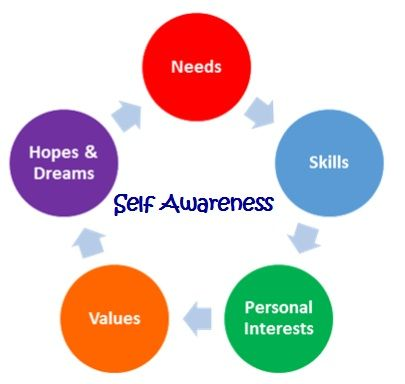 Needs
Skills
Personal
Interests
Values
Hopes &
Dreams
Self Awareness